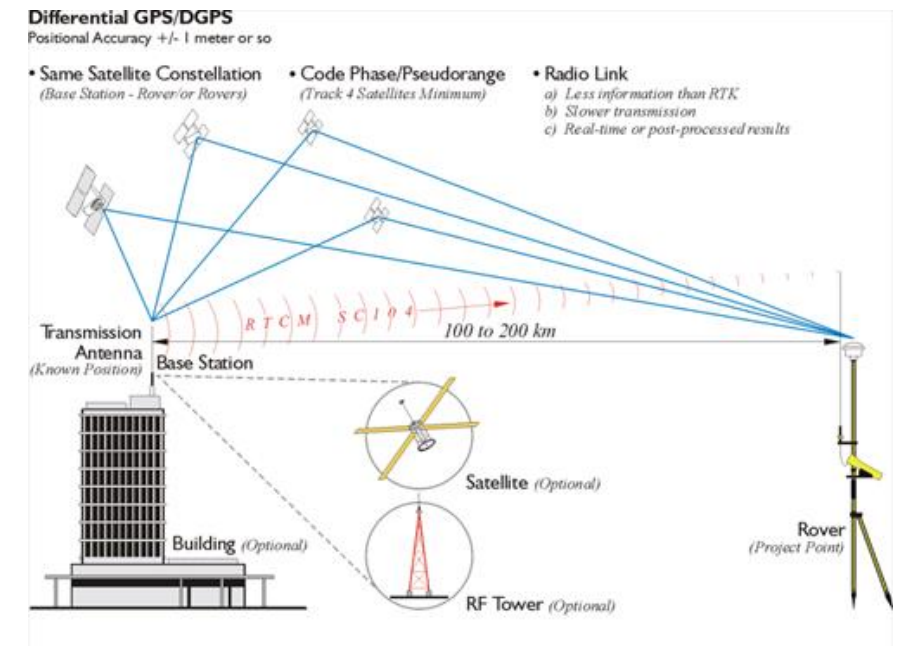 Differential GPS/DGPS
Positional Accuracy +/- 1 meter or so
• Same Satellite Constellation
(Base Station - Rover/or Rovers)
• Code Phase/Pseudorange
(Track 4 Satellites Minimum)
• Radio Link
a) Less information than RTK
b) Slower transmission
c) Real-time or post-processed results
RTCM SC104
100 to 200 km
Transmission
Antenna
(Known Position)
Base Station
Satellite (Optional)
Building (Optional)
Rover
(Project Point)
RF Tower (Optional)